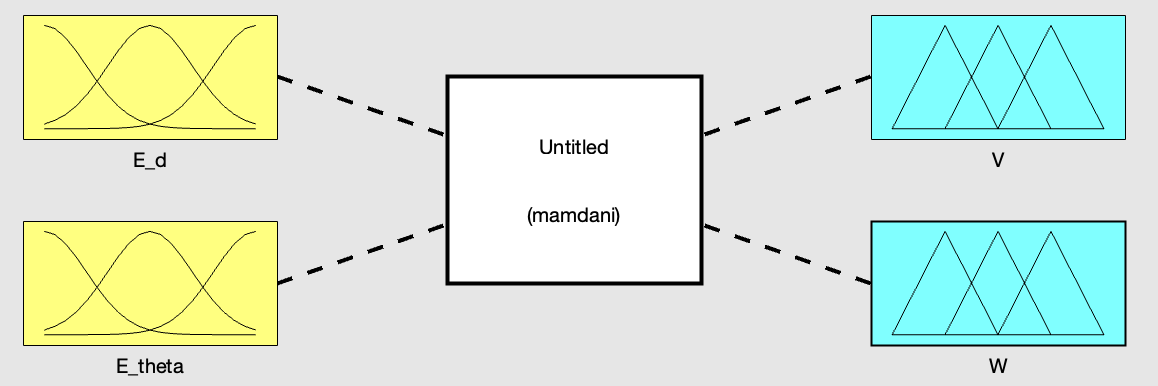 E_d
E_theta
Untitled
(mamdani)
V
W